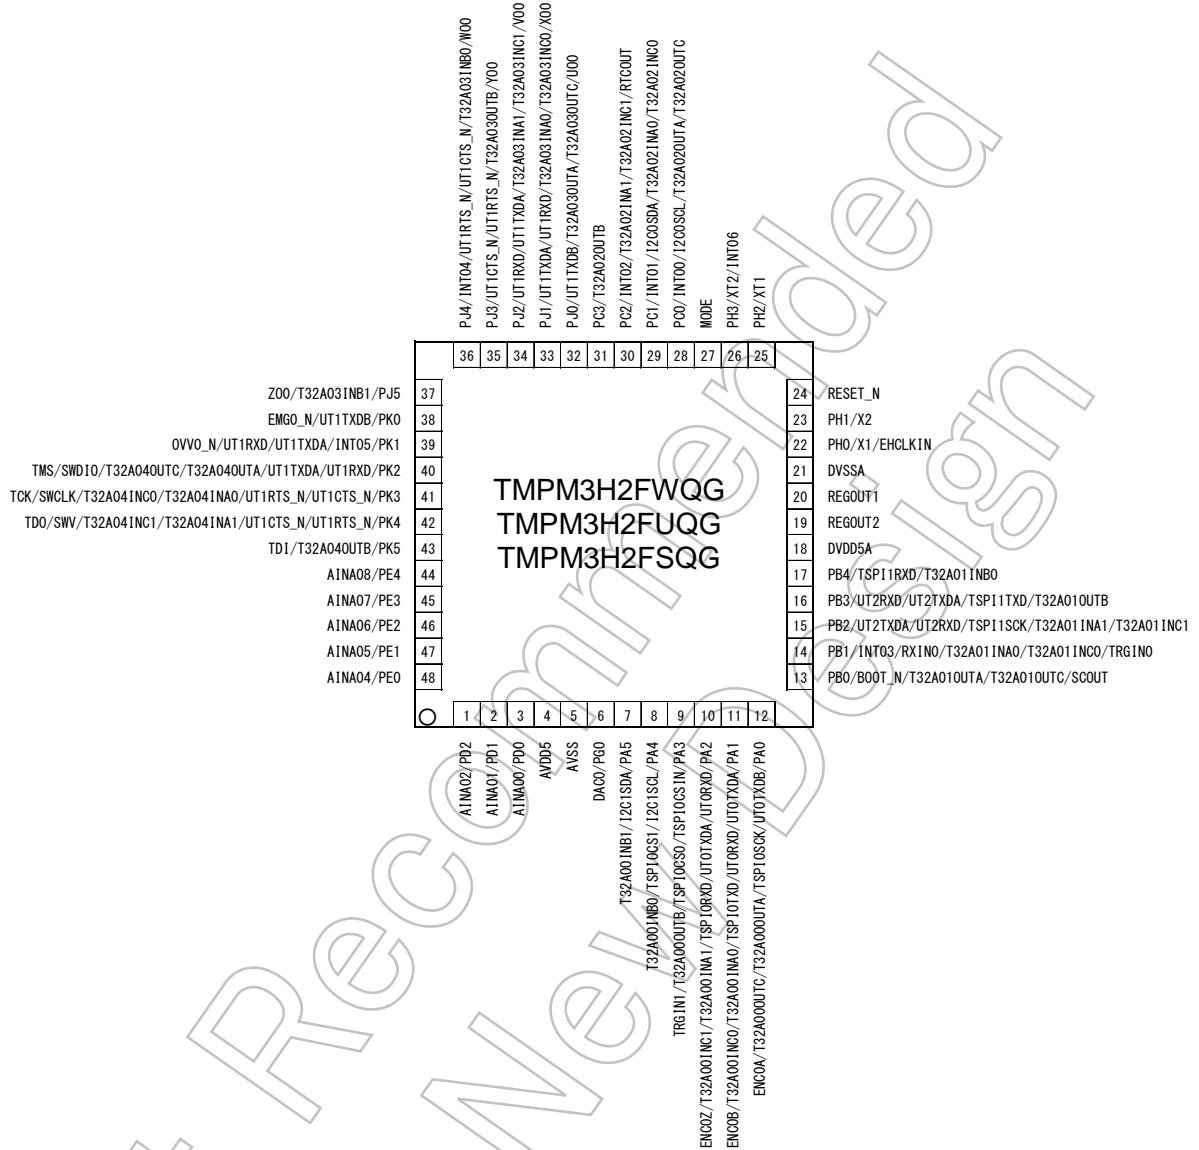 PJ4/INT04/UT1RTS_N/UT1CTS_N/T32A03INB0/WO0
PJ3/UT1CTS_N/UT1RTS_N/T32A03OUTB/YO0
PJ2/UT1RXD/UT1TXDA/T32A03INA1/T32A03INC1/VO0
PJ1/UT1TXDA/UT1RXD/T32A03INA0/T32A03INC0/XO0
PJ0/UT1TXDB/T32A03OUTA/T32A03OUTC/UO0
PC3/T32A02OUTB
PC2/INT02/T32A02INA1/T32A02INC1/RTCOUT
PC1/INT01/I2C0SDA/T32A02INA0/T32A02INC0
PC0/INT00/I2C0SCL/T32A02OUTA/T32A02OUTC
MODE
PH3/XT2/INT06
PH2/XT1
36 35 34 33 32 31 30 29 28 27 26 25
ZO0/T32A03INB1/PJ5 37
EMG0_N/UT1TXDB/PK0 38
OVV0_N/UT1RXD/UT1TXDA/INT05/PK1 39
TMS/SWDIO/T32A04OUTC/T32A04OUTA/UT1TXDA/UT1RXD/PK2 40
TCK/SWCLK/T32A04INC0/T32A04INA0/UT1RTS_N/UT1CTS_N/PK3 41
TDO/SWV/T32A04INC1/T32A04INA1/UT1CTS_N/UT1RTS_N/PK4 42
TDI/T32A04OUTB/PK5 43
AINA08/PE4 44
AINA07/PE3 45
AINA06/PE2 46
AINA05/PE1 47
AINA04/PE0 48
TMPM3H2FWQG
TMPM3H2FUQG
TMPM3H2FSQG
24 RESET_N
23 PH1/X2
22 PH0/X1/EHCLKIN
21 DVSSA
20 REGOUT1
19 REGOUT2
18 DVDD5A
17 PB4/TSPI1RXD/T32A01INB0
16 PB3/UT2RXD/UT2TXDA/TSPI1TXD/T32A01OUTB
15 PB2/UT2TXDA/UT2RXD/TSPI1SCK/T32A01INA1/T32A01INC1
14 PB1/INT03/RXIN0/T32A01INA0/T32A01INC0/TRGIN0
13 PB0/BOOT_N/T32A01OUTA/T32A01OUTC/SCOUT
1 2 3 4 5 6 7 8 9 10 11 12
AINA02/PD2
AINA01/PD1
AINA00/PD0
AVDD5
AVSS
DAC0/PG0
T32A00INB1/I2C1SDA/PA5
T32A00INB0/TSPI0CS1/I2C1SCL/PA4
TRGIN1/T32A00OUTB/TSPI0CS0/TSPI0CSIN/PA3
ENC0Z/T32A00INC1/T32A00INA1/TSPI0RXD/UT0TXDA/UT0RXD/PA2
ENC0B/T32A00INC0/T32A00INA0/TSPI0TXD/UT0RXD/UT0TXDA/PA1
ENC0A/T32A00OUTC/T32A00OUTA/TSPI0SCK/UT0TXDB/PA0
Recommended
New Design